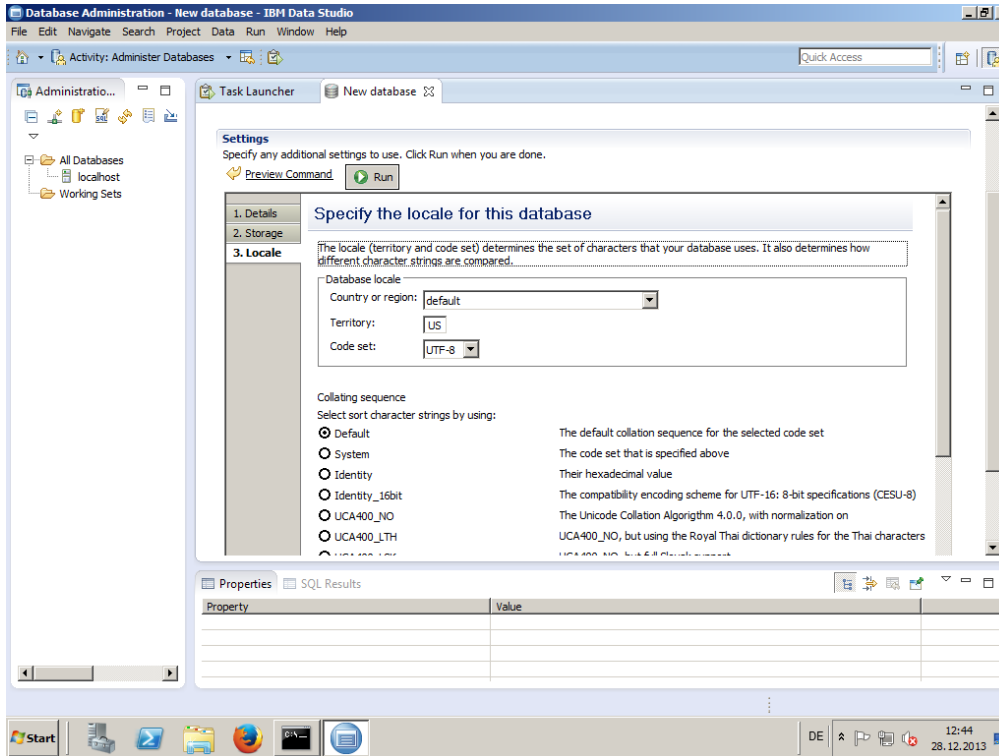 Database Administration - New database - IBM Data Studio
File Edit Navigate Search Project Data Run Window Help
Activity: Administer Databases
Quick Access
Administratio...
Task Launcher
New database
All Databases
localhost
Working Sets
Settings
Specify any additional settings to use. Click Run when you are done.
Preview Command
Run
1. Details
2. Storage
3. Locale
Specify the locale for this database
The locale (territory and code set) determines the set of characters that your database uses. It also determines how
different character strings are compared.
Database locale
Country or region: default
Territory: US
Code set: UTF-8
Collating sequence
Select sort character strings by using:
Default The default collation sequence for the selected code set
System The code set that is specified above
Identity Their hexadecimal value
Identity_16bit The compatibility encoding scheme for UTF-16: 8-bit specifications (CESU-8)
UCA400_NO The Unicode Collation Algorigthm 4.0.0, with normalization on
UCA400_LTH UCA400_NO, but using the Royal Thai dictionary rules for the Thai characters
Properties
SQL Results
Property Value
Start
DE
12:44
28.12.2013